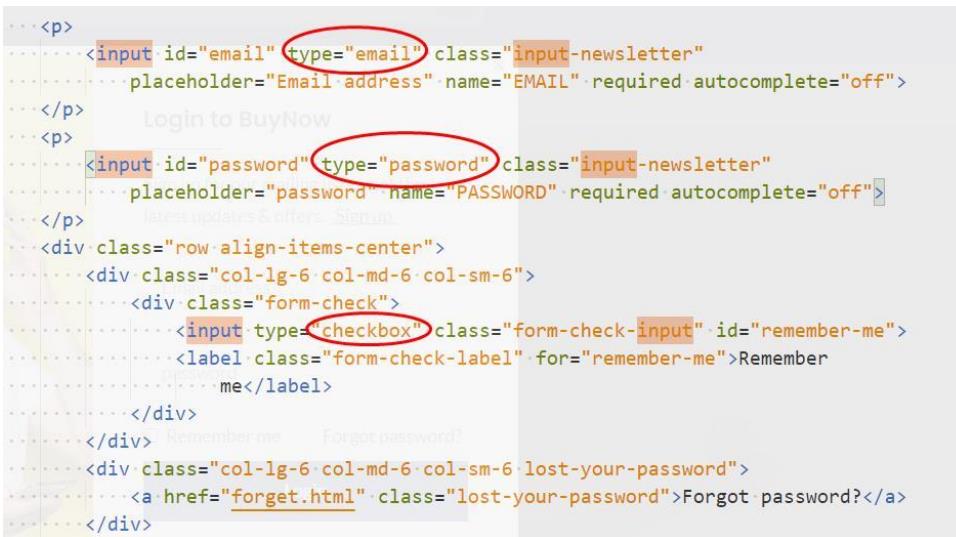 <p>
<input id="email" type="email" class="input-newsletter"
placeholder="Email address" name="EMAIL" required autocomplete="off">
</p>
Login to BuyNow
<p>
<input id="password" type="password" class="input-newsletter"
placeholder="password" name="PASSWORD" required autocomplete="off">
latest updates & offers. Sign up
</p>
<div class="row align-items-center">
<div class="col-lg-6 col-md-6 col-sm-6">
<div class="form-check">
<input type="checkbox" class="form-check-input" id="remember-me">
<label class="form-check-label" for="remember-me">Remember
password
me</label>
</div>
Remember me Forgot password?
</div>
<div class="col-lg-6 col-md-6 col-sm-6 lost-your-password">
<a href="forget.html" class="lost-your-password">Forgot password?</a>
</div>